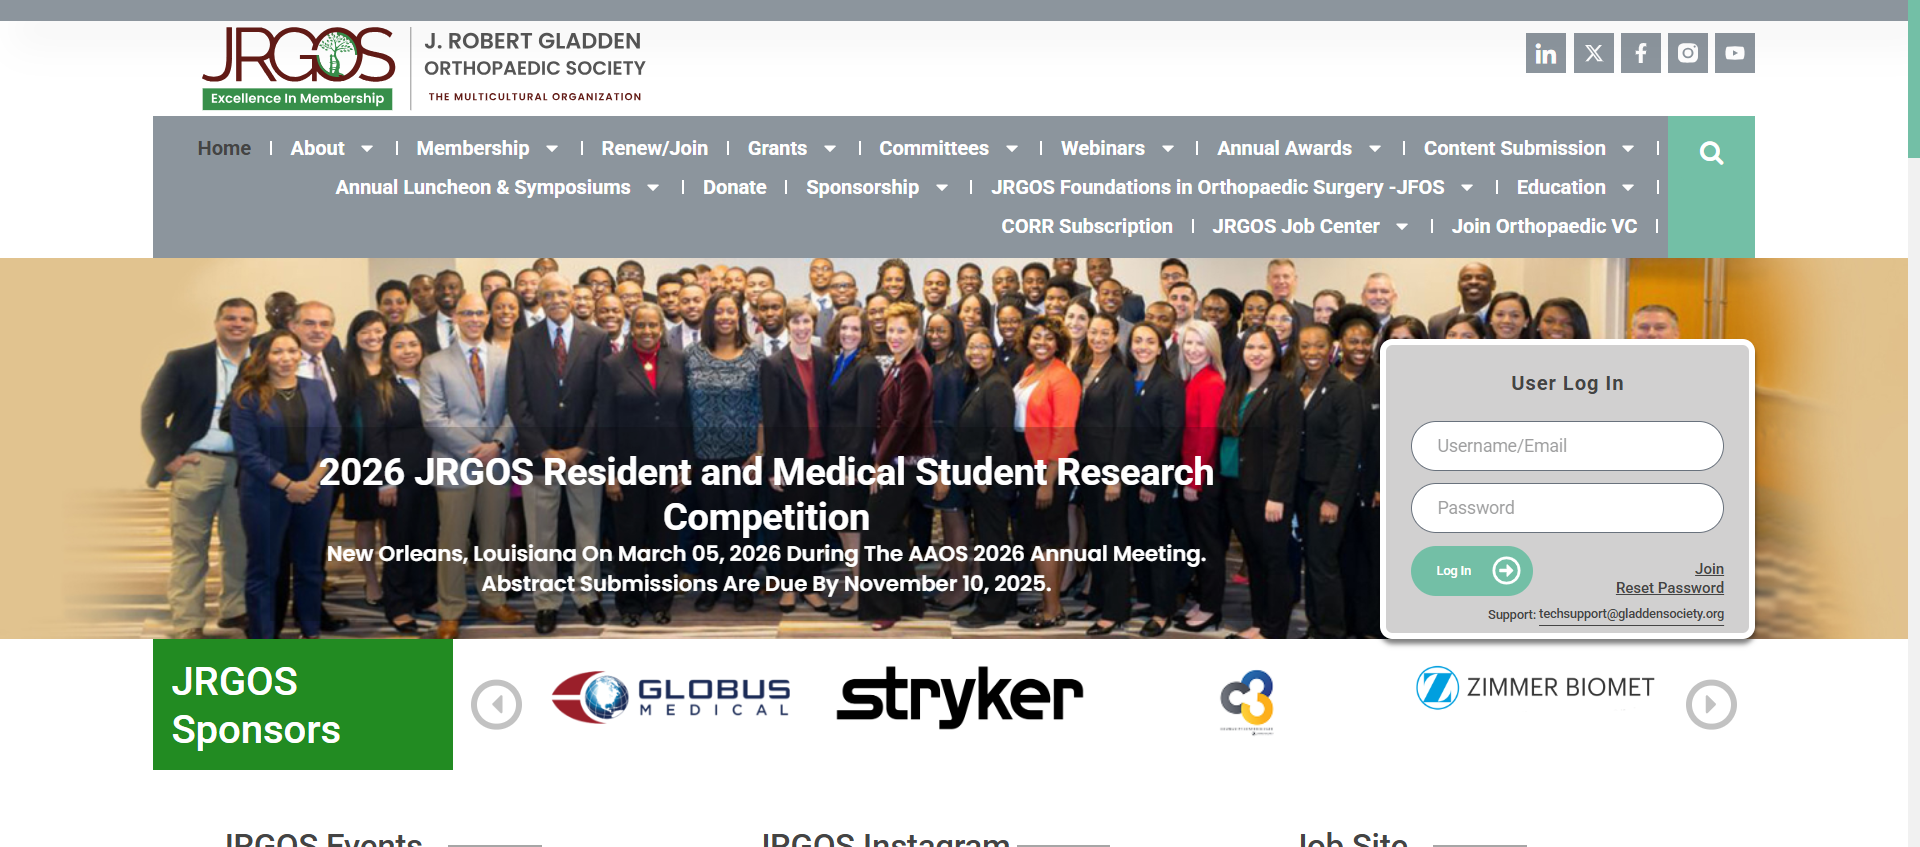 JRGOS
Excellence In Membership
J. ROBERT GLADDEN
ORTHOPAEDIC SOCIETY
THE MULTICULTURAL ORGANIZATION
Home About Membership Renew/Join Grants Committees Webinars Annual Awards Content Submission
Annual Luncheon & Symposiums Donate Sponsorship JRGOS Foundations in Orthopaedic Surgery -JFOS Education
CORR Subscription JRGOS Job Center Join Orthopaedic VC
2026 JRGOS Resident and Medical Student Research
Competition
New Orleans, Louisiana On March 05, 2026 During The AAOS 2026 Annual Meeting.
Abstract Submissions Are Due By November 10, 2025.
User Log In
Username/Email
Password
Log In
Join
Reset Password
Support: techsupport@gladdensociety.org
JRGOS
Sponsors
GLOBUS
MEDICAL
stryker
C3
ZIMMER BIOMET
JRGOS Events
JRGOS Instagram
Job Site